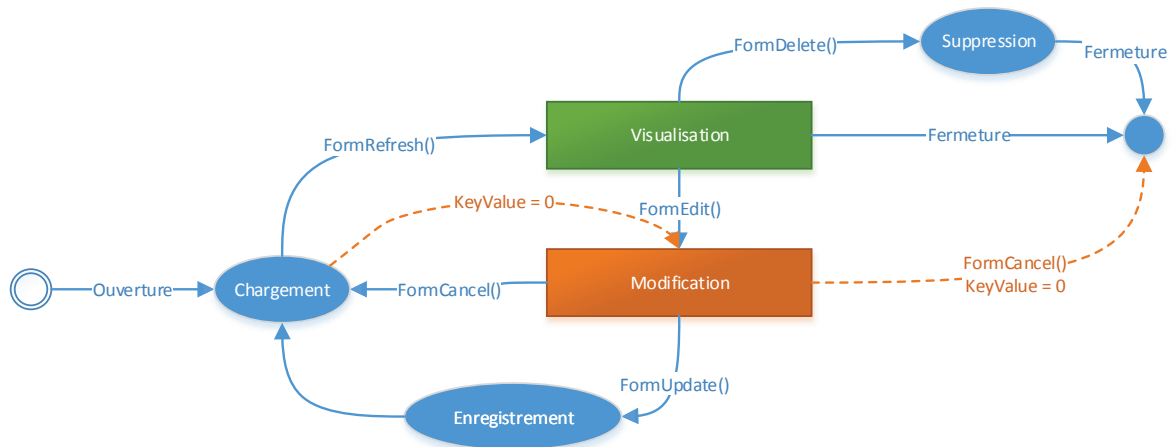 Suppression
FormDelete()
Fermeture
Visualisation
Fermeture
FormRefresh()
KeyValue = 0
FormEdit()
FormCancel()
KeyValue = 0
Ouverture
Chargement
FormCancel()
Modification
FormUpdate()
Enregistrement